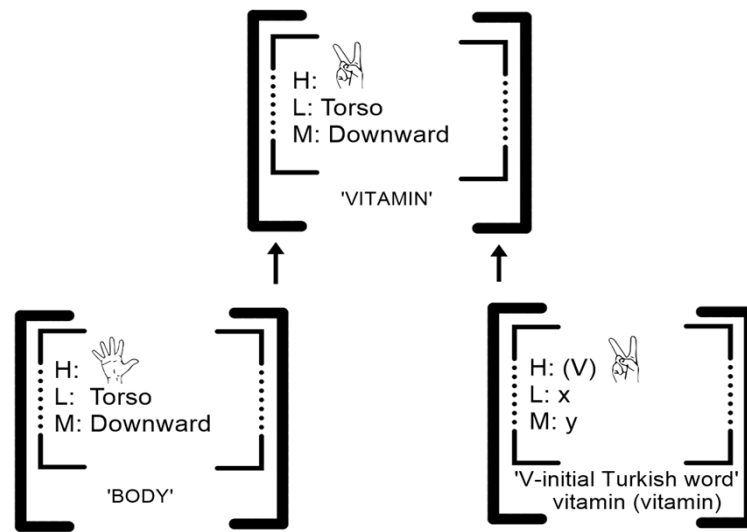 H:
L: Torso
M: Downward
'VITAMIN'
H:
L: Torso
M: Downward
'BODY'
H: (V)
L: x
M: y
'V-initial Turkish word'
vitamin (vitamin)